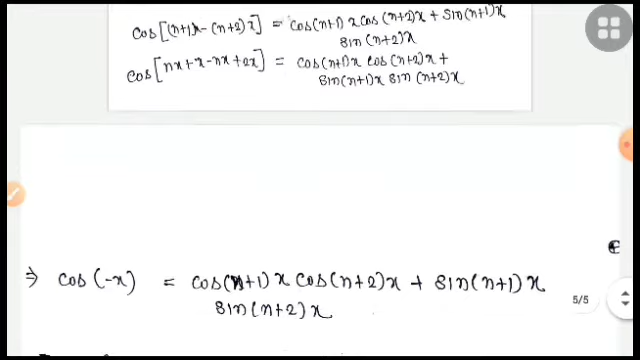 cos[(n+1)x-(n+2)x] = cos(n+1) x cos(n+2)x + sin(n+1)x
sin(n+2)x
cos[nx+x-nx+2x] = cos(n+1)x cos(n+2)x +
sin(n+1)x sin(n+2)x
⇒ cos(-x) = cos(n+1)x cos(n+2)x + sin(n+1)x
sin(n+2)x
5/5